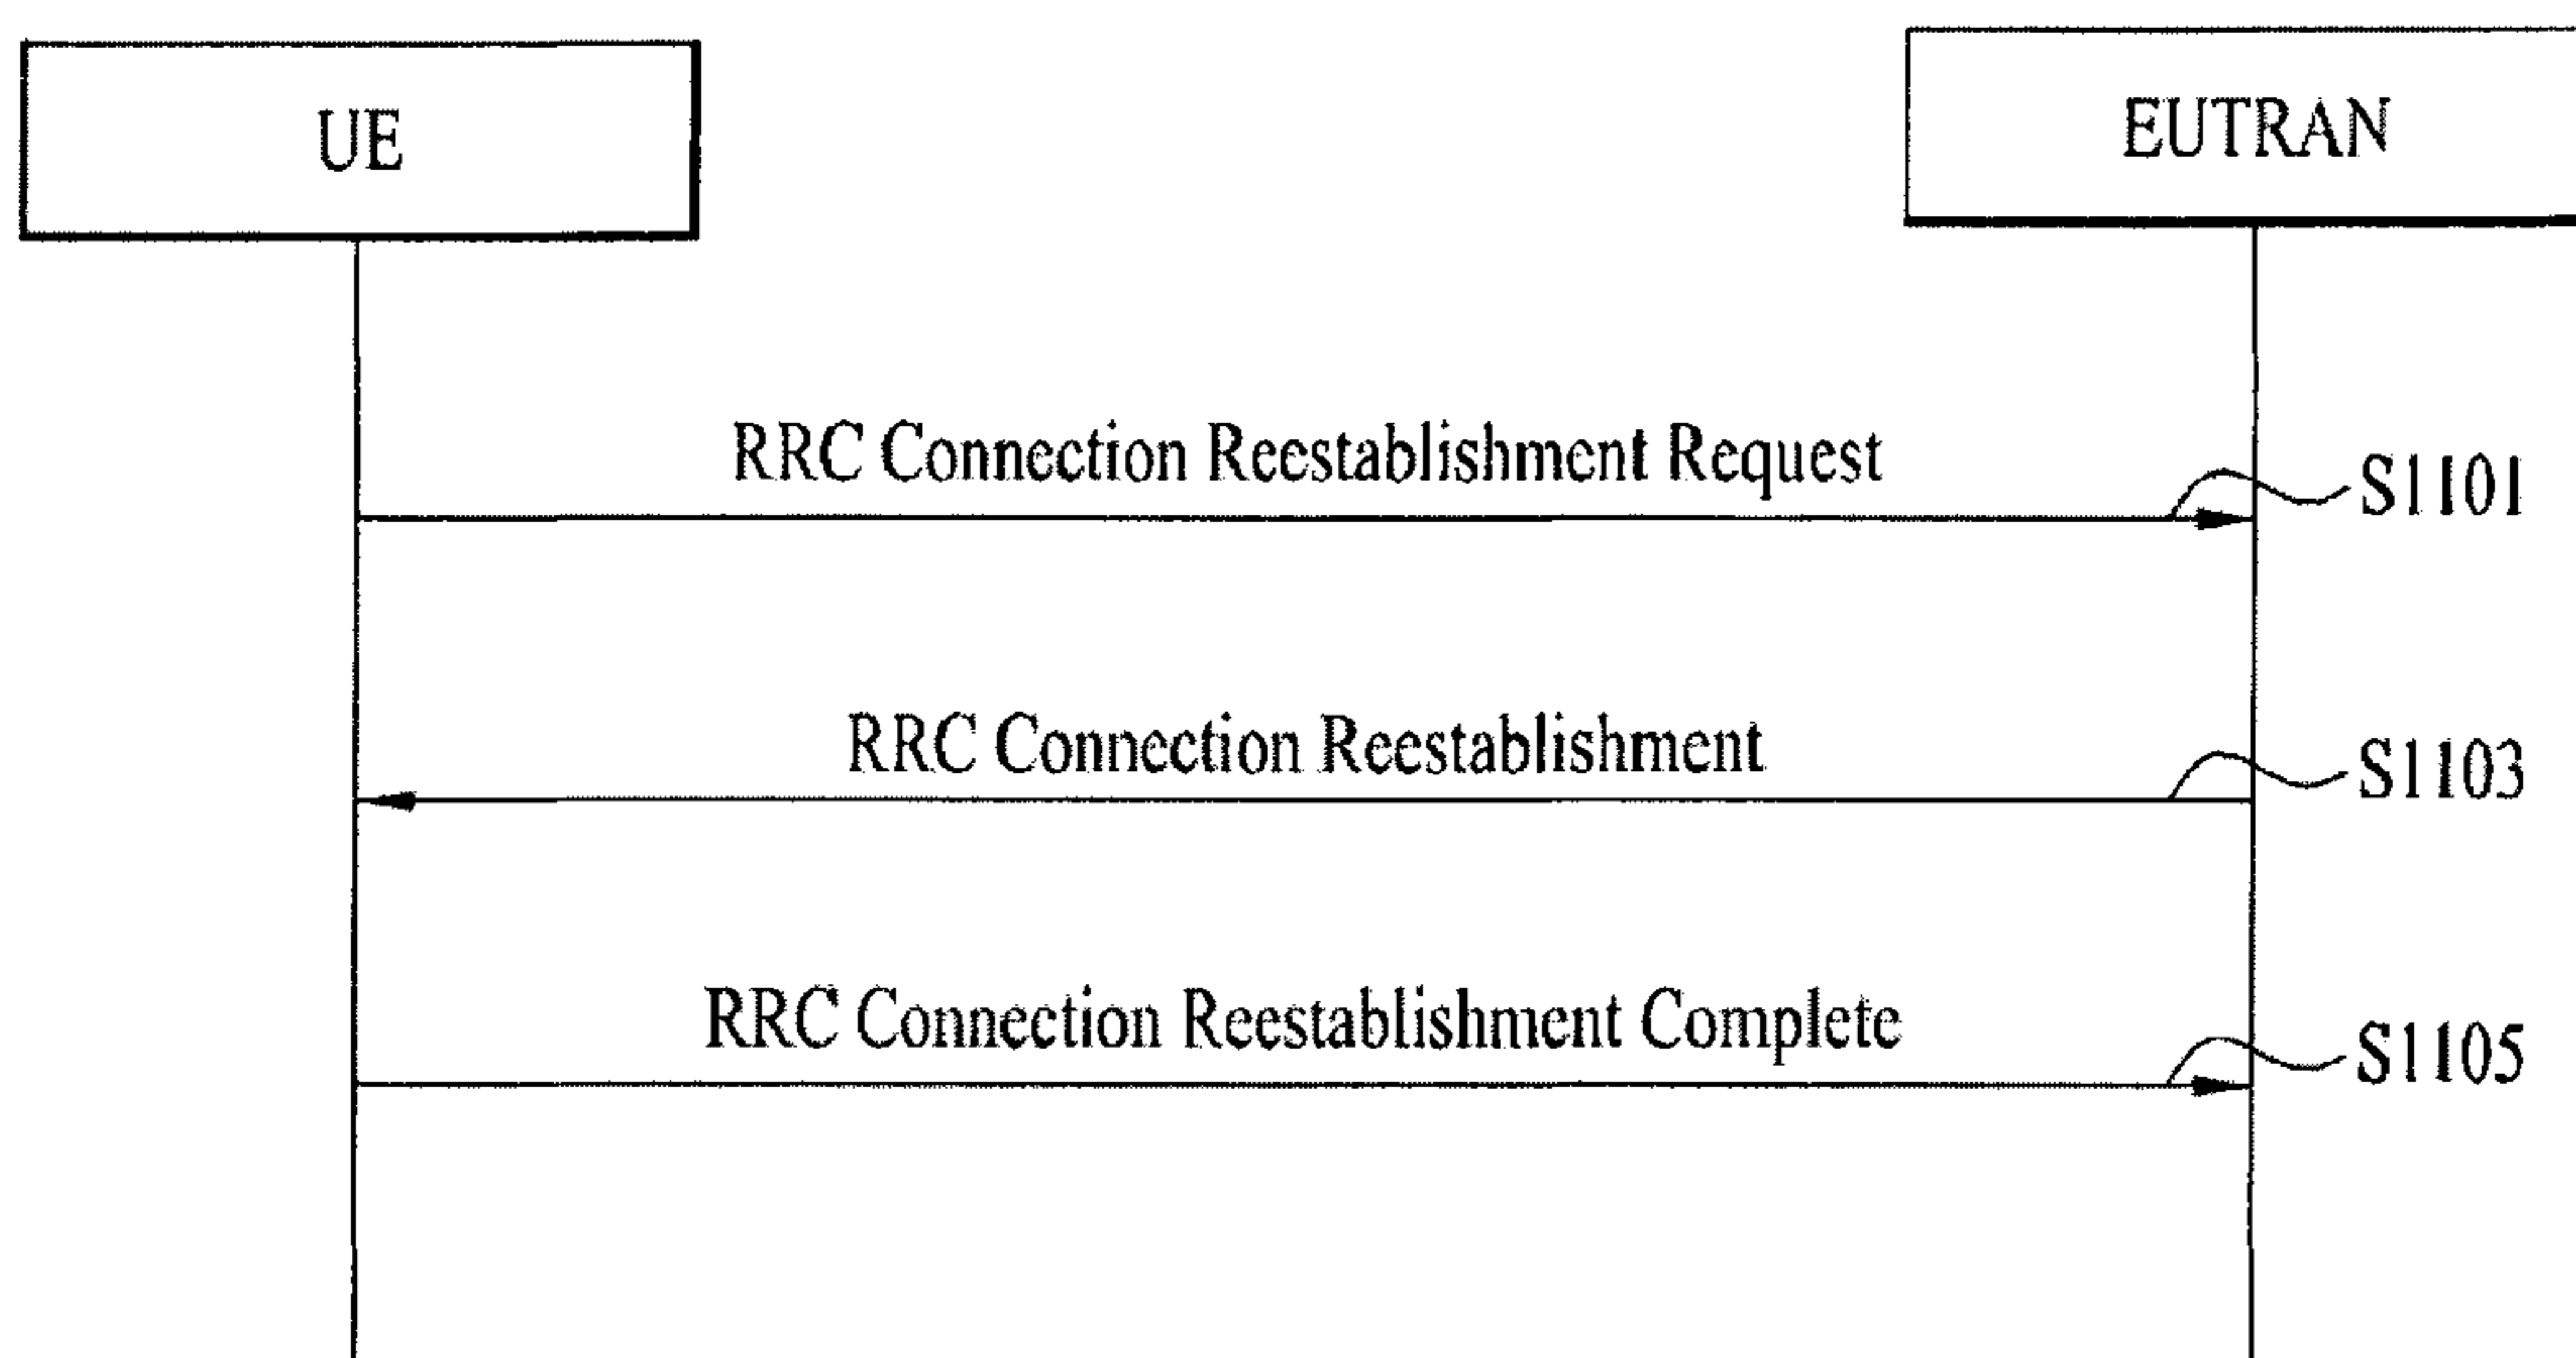 UE
EUTRAN
RRC Connection Reestablishment Request
S1101
RRC Connection Reestablishment
S1103
RRC Connection Reestablishment Complete
S1105